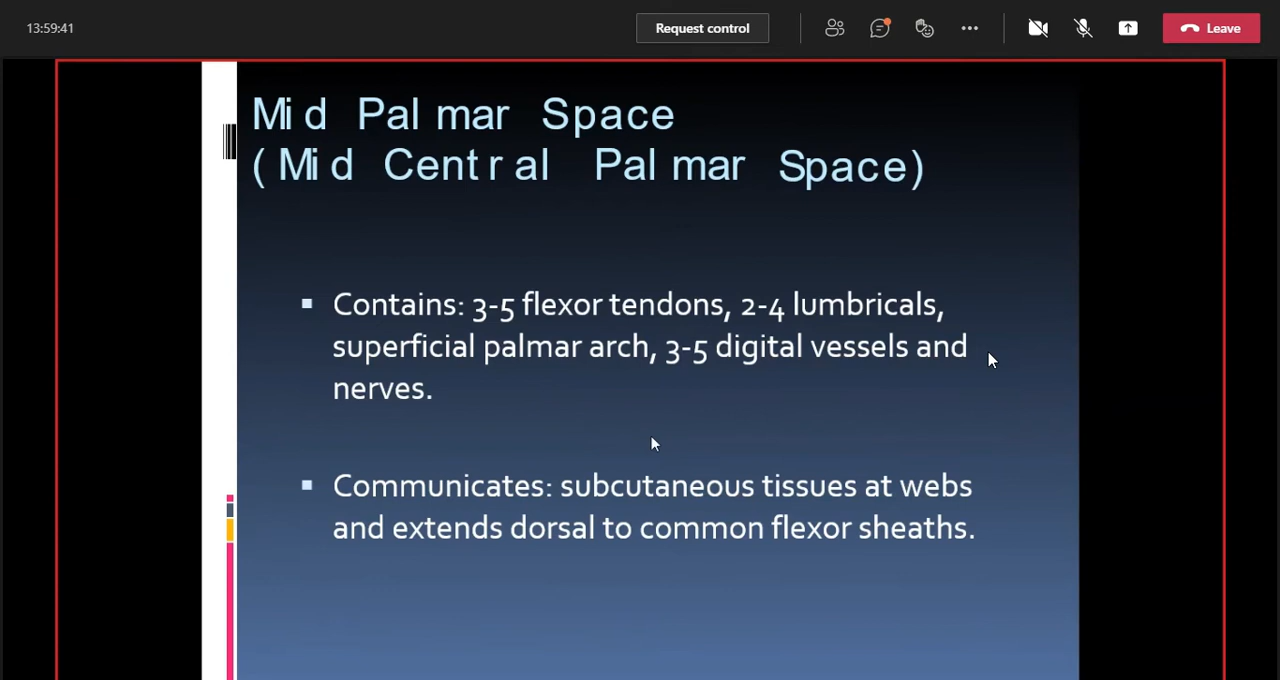 13:59:41
Request control
Leave
Mid Palmar Space
(Mid Central Palmar Space)
Contains: 3-5 flexor tendons, 2-4 lumbricals,
superficial palmar arch, 3-5 digital vessels and
nerves.
Communicates: subcutaneous tissues at webs
and extends dorsal to common flexor sheaths.